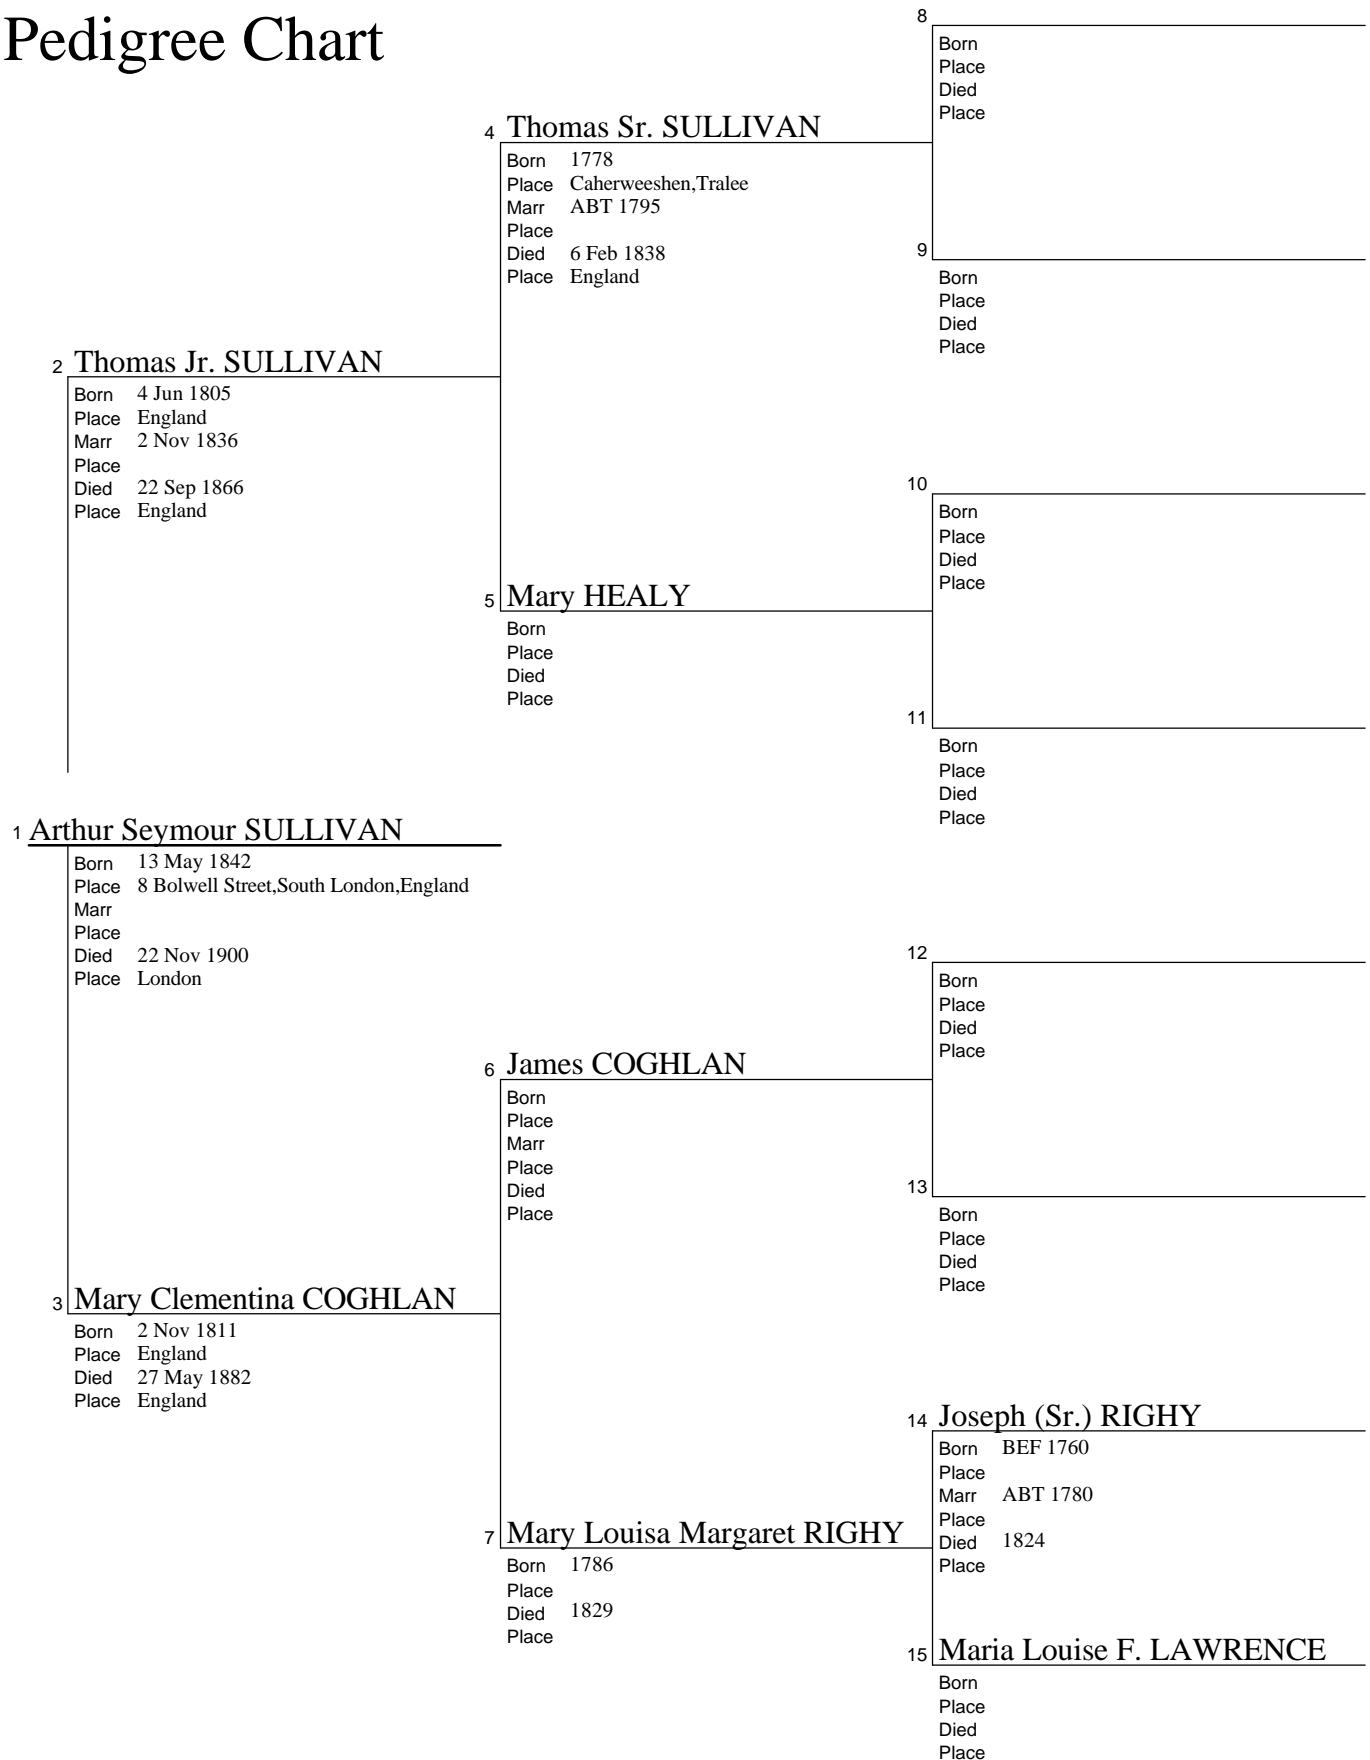 Pedigree Chart
8
Born
Place
Died
Place
4 Thomas Sr. SULLIVAN
Born 1778
Place Caherweeshen,Tralee
Marr ABT 1795
Place
Died 6 Feb 1838
Place England
9
Born
Place
Died
Place
2 Thomas Jr. SULLIVAN
Born 4 Jun 1805
Place England
Marr 2 Nov 1836
Place
Died 22 Sep 1866
Place England
10
Born
Place
Died
Place
5 Mary HEALY
Born
Place
Died
Place
11
Born
Place
Died
Place
1 Arthur Seymour SULLIVAN
Born 13 May 1842
Place 8 Bolwell Street,South London,England
Marr
Place
Died 22 Nov 1900
Place London
12
Born
Place
Died
Place
6 James COGHLAN
Born
Place
Marr
Place
Died
Place
13
Born
Place
Died
Place
3 Mary Clementina COGHLAN
Born 2 Nov 1811
Place England
Died 27 May 1882
Place England
14 Joseph (Sr.) RIGHY
Born BEF 1760
Place
Marr ABT 1780
Place
Died 1824
Place
7 Mary Louisa Margaret RIGHY
Born 1786
Place
Died 1829
Place
15 Maria Louise F. LAWRENCE
Born
Place
Died
Place